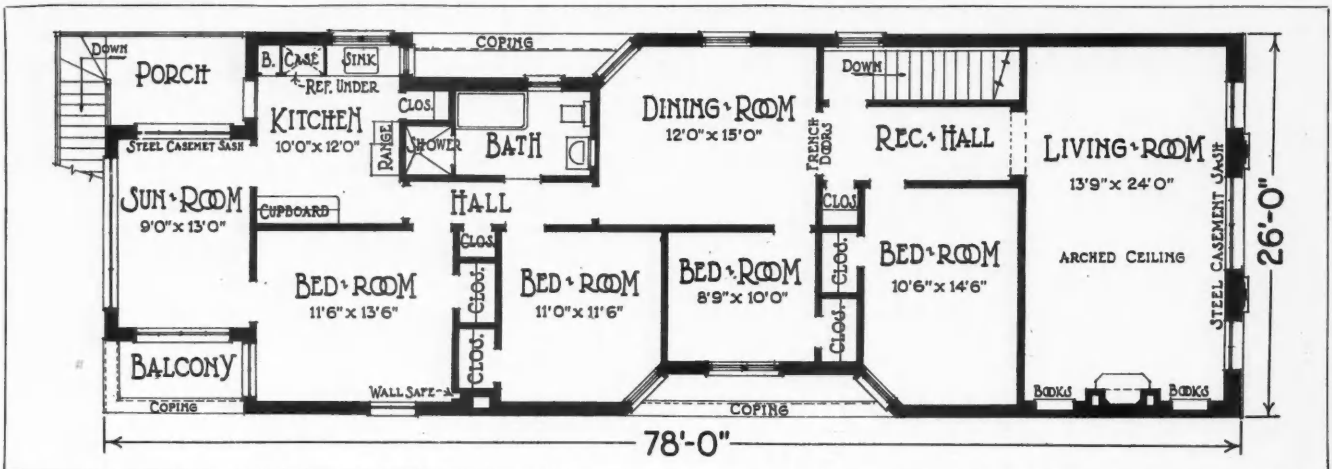 DOWN
PORCH
B.
CASE
SINK
REF. UNDER
KITCHEN
10'0" x 12'0"
CLOS.
RANGE
SHOWER
BATH
COPING
DINING-ROOM
12'0" x 15'0"
FRENCH
DOORS
DOWN
REC.-HALL
LIVING-ROOM
13'9" x 24'0"
ARCHED CEILING
STEEL CASEMENT SASH
26'-0"
STEEL CASEMET SASH
SUN-ROOM
9'0" x 13'0"
CUPBOARD
HALL
CLOS.
CLOS.
BED-ROOM
11'6" x 13'6"
CLOS.
CLOS.
BED-ROOM
11'0" x 11'6"
BED-ROOM
8'9" x 10'0"
CLOS.
CLOS.
BED-ROOM
10'6" x 14'6"
BALCONY
COPING
WALL SAFE
COPING
BOOKS
BOOKS
78'-0"